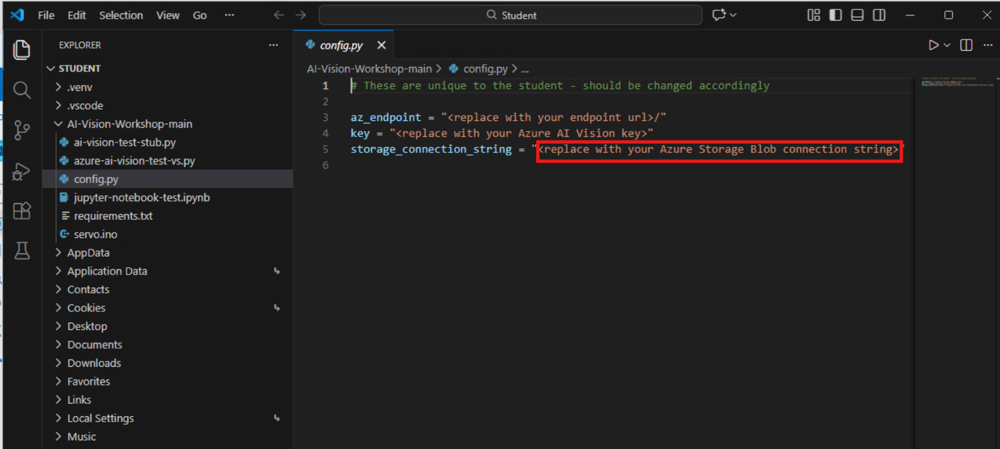 File Edit Selection View Go ··· Student
EXPLORER ···
STUDENT
.venv
.vscode
AI-Vision-Workshop-main
ai-vision-test-stub.py
azure-ai-vision-test-vs.py
config.py
jupyter-notebook-test.ipynb
requirements.txt
servo.ino
AppData
Application Data
Contacts
Cookies
Desktop
Documents
Downloads
Favorites
Links
Local Settings
Music
config.py
AI-Vision-Workshop-main > config.py > ...
1 # These are unique to the student - should be changed accordingly
2
3 az_endpoint = "<replace with your endpoint url>/"
4 key = "<replace with your Azure AI Vision key>"
5 storage_connection_string = "<replace with your Azure Storage Blob connection string>"
6